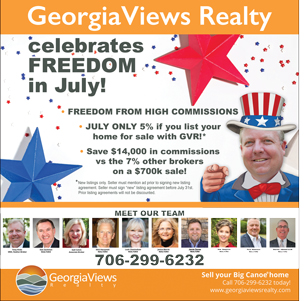 GeorgiaViews Realty
celebrates
FREEDOM
in July!
• FREEDOM FROM HIGH COMMISSIONS
• JULY ONLY 5% if you list your
home for sale with GVR!*
• Save $14,000 in commissions
vs the 7% other brokers
on a $700k sale!
*New listings only. Seller must mention ad prior to signing new listing
agreement. Seller must sign "new" listing agreement before July 31st.
Prior listing agreements will not be discounted.
MEET OUR TEAM
706-299-6232
GeorgiaViews
Realty
Sell your Big Canoe home
Call 706-299-6232 today!
www.georgiaviewsrealty.com